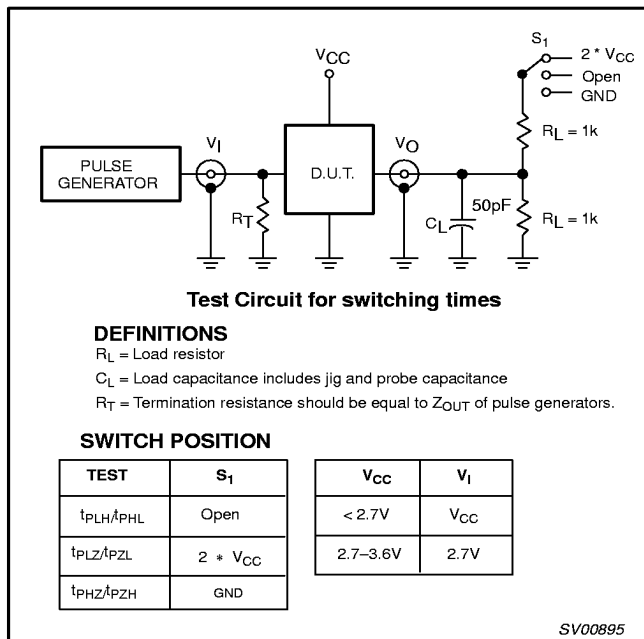 S1
2 * VCC
Open
GND
VCC
RL = 1k
VI
VO
PULSE
GENERATOR
D.U.T.
RT
50pF
CL
RL = 1k
Test Circuit for switching times
DEFINITIONS
RL = Load resistor
CL = Load capacitance includes jig and probe capacitance
RT = Termination resistance should be equal to ZOUT of pulse generators.
SWITCH POSITION
TEST S1
tPLH/tPHL Open
tPLZ/tPZL 2 * VCC
tPHZ/tPZH GND
VCC VI
< 2.7V VCC
2.7–3.6V 2.7V
SV00895